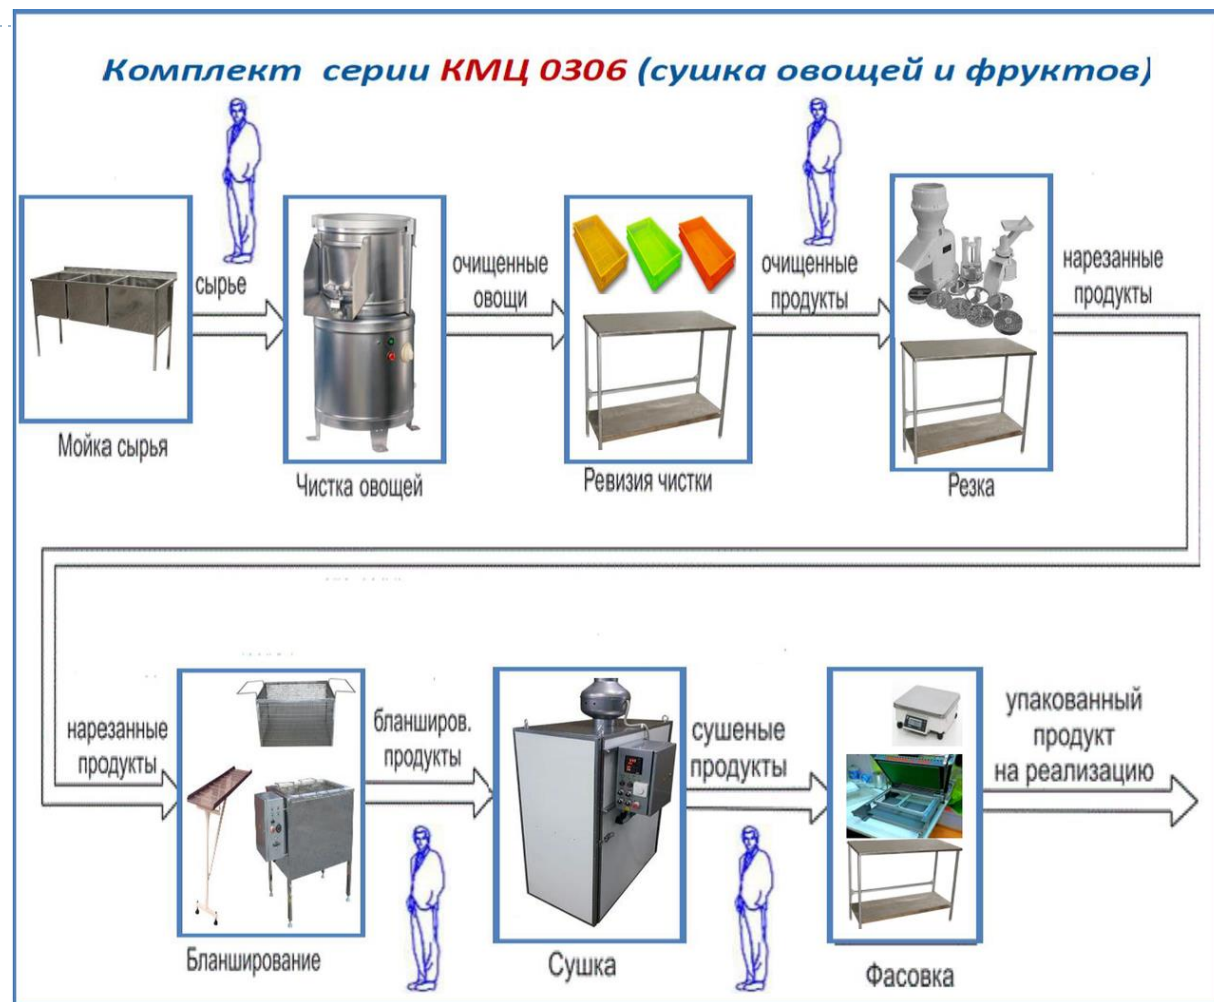 Комплект серии КМЦ 0306 (сушка овощей и фруктов)
сырье
очищенные
овощи
очищенные
продукты
нарезанные
продукты
Мойка сырья
Чистка овощей
Ревизия чистки
Резка
нарезанные
продукты
бланширов.
продукты
сушеные
продукты
упакованный
продукт
на реализацию
Бланширование
Сушка
Фасовка